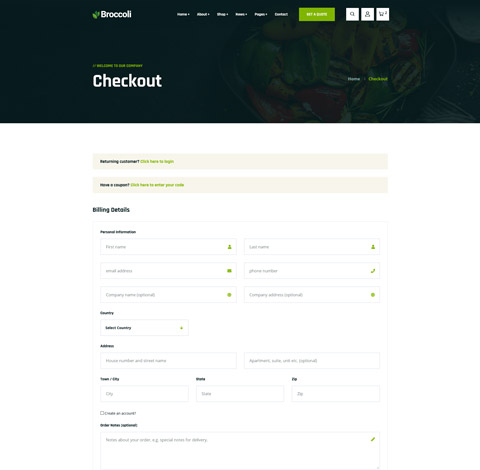 Broccoli
Home About Shop News Pages Contact GET A QUOTE 2
// WELCOME TO OUR COMPANY
Checkout
Home Checkout
Returning customer? Click here to login
Have a coupon? Click here to enter your code
Billing Details
Personal Information
First name Last name
email address phone number
Company name (optional) Company address (optional)
Country
Select Country
Address
House number and street name Apartment, suite, unit etc. (optional)
Town / City State Zip
City State Zip
Create an account?
Order Notes (optional)
Notes about your order, e.g. special notes for delivery.